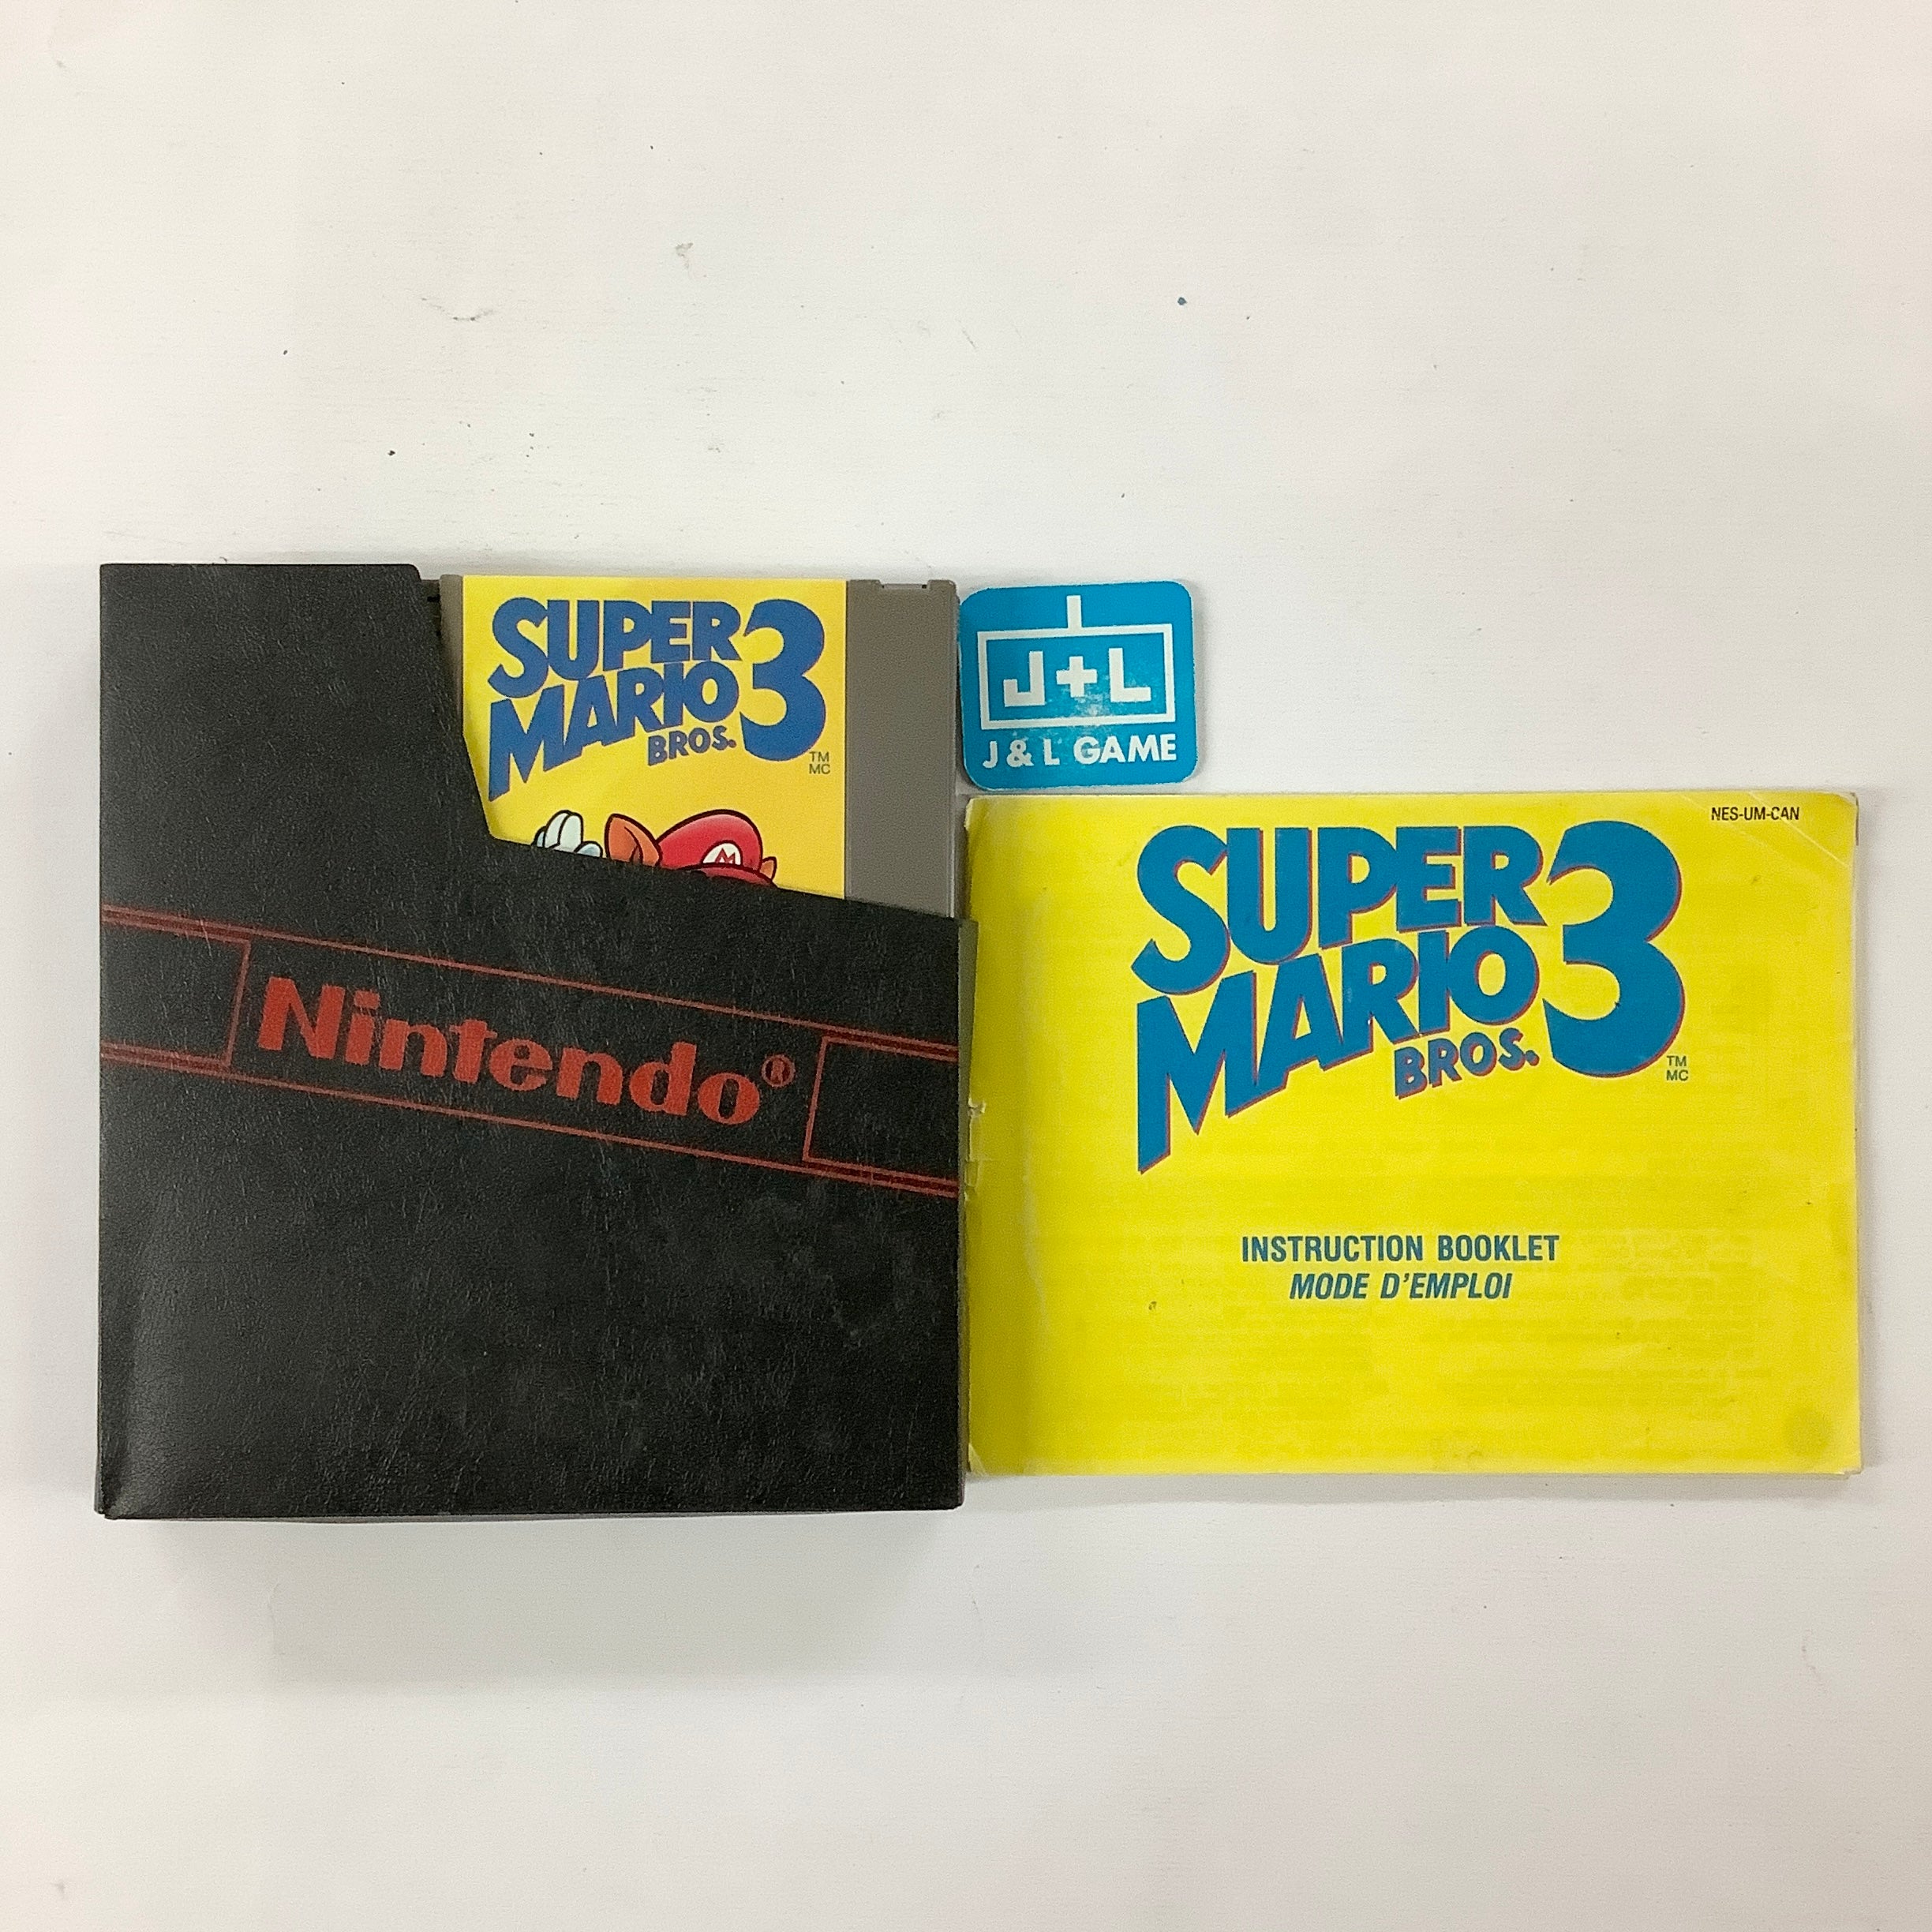 SUPER
MARIO
BROS. 3
TM
MC
M
Nintendo®
J+L
J & L GAME
NES-UM-CAN
SUPER
MARIO
BROS. 3
TM
MC
INSTRUCTION BOOKLET
MODE D'EMPLOI